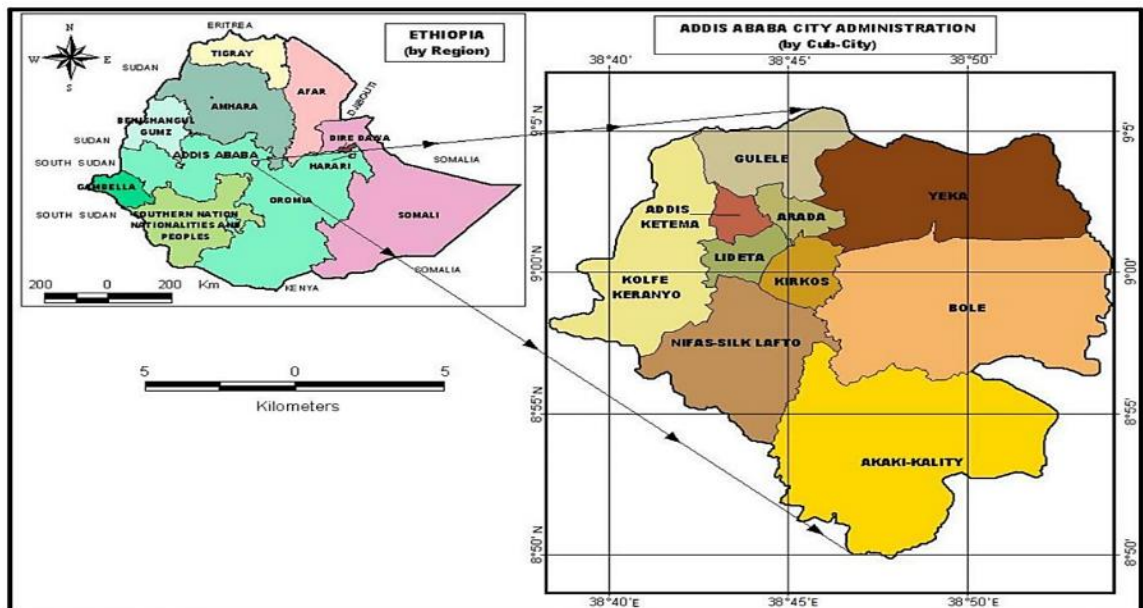 ETHIOPIA
(by Region)
N
W
E
S
ERITREA
TIGRAY
SUDAN
AFAR
AMHARA
DJIBOUTI
BENISHANGUL
GUMZ
SUDAN
DIRE DAWA
SOUTH SUDAN
ADDIS ABABA
HARARI
SOMALIA
GAMBELLA
OROMIA
SOUTH SUDAN
SOUTHERN NATION
NATIONALITIES AND
PEOPLES
SOMALI
SOMALIA
KENYA
200 0 200
Km
5 0 5
Kilometers
ADDIS ABABA CITY ADMINISTRATION
(by Cub-City)
38°40'
38°45'
38°50'
9°5'N
9°5'
GULELE
YEKA
ADDIS
KETEMA
ARADA
LIDETA
9°00'N
9°00'
KOLFE
KERANYO
KIRKOS
BOLE
NIFAS-SILK LAFTO
8°55'N
8°55'
AKAKI-KALITY
8°50'N
8°50'
38°40'E
38°45'E
38°50'E